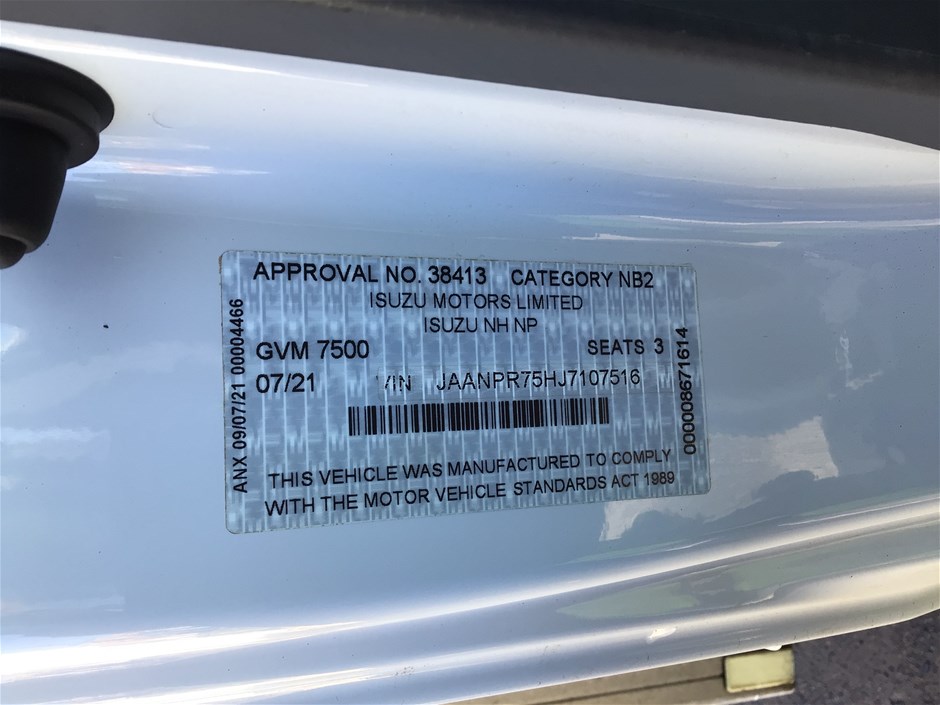 APPROVAL NO. 38413 CATEGORY NB2
ISUZU MOTORS LIMITED
ISUZU NH NP
GVM 7500 SEATS 3
07/21 VIN JAANPR75HJ7107516
THIS VEHICLE WAS MANUFACTURED TO COMPLY
WITH THE MOTOR VEHICLE STANDARDS ACT 1989
ANX 09/07/21 00004466
000008671614